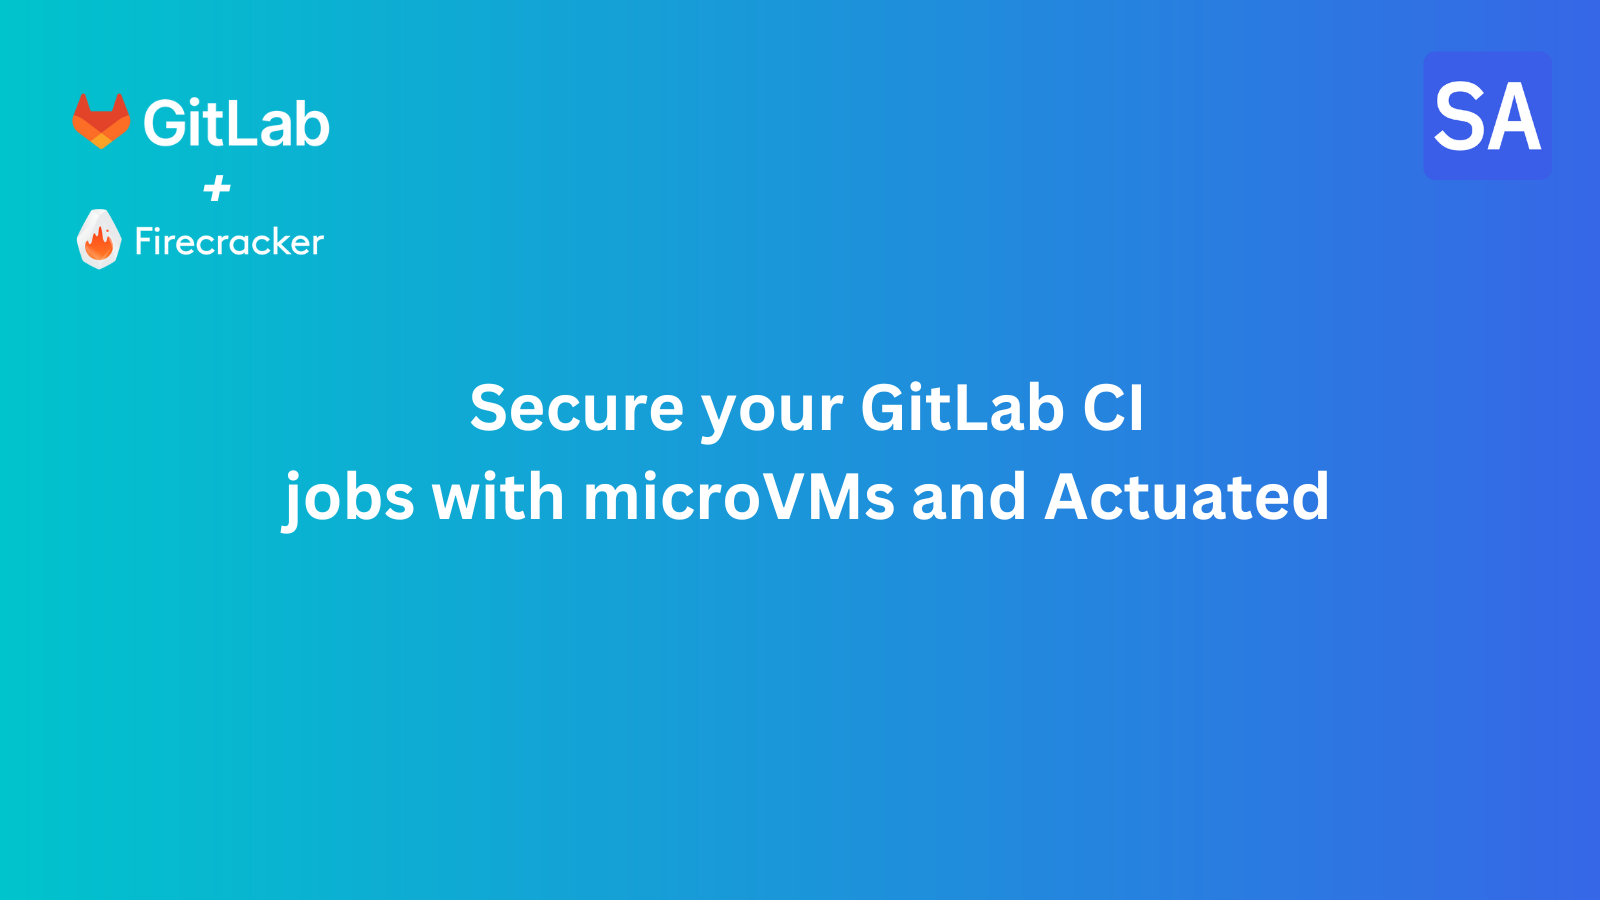 GitLab
+
Firecracker
SA
Secure your GitLab CI
jobs with microVMs and Actuated